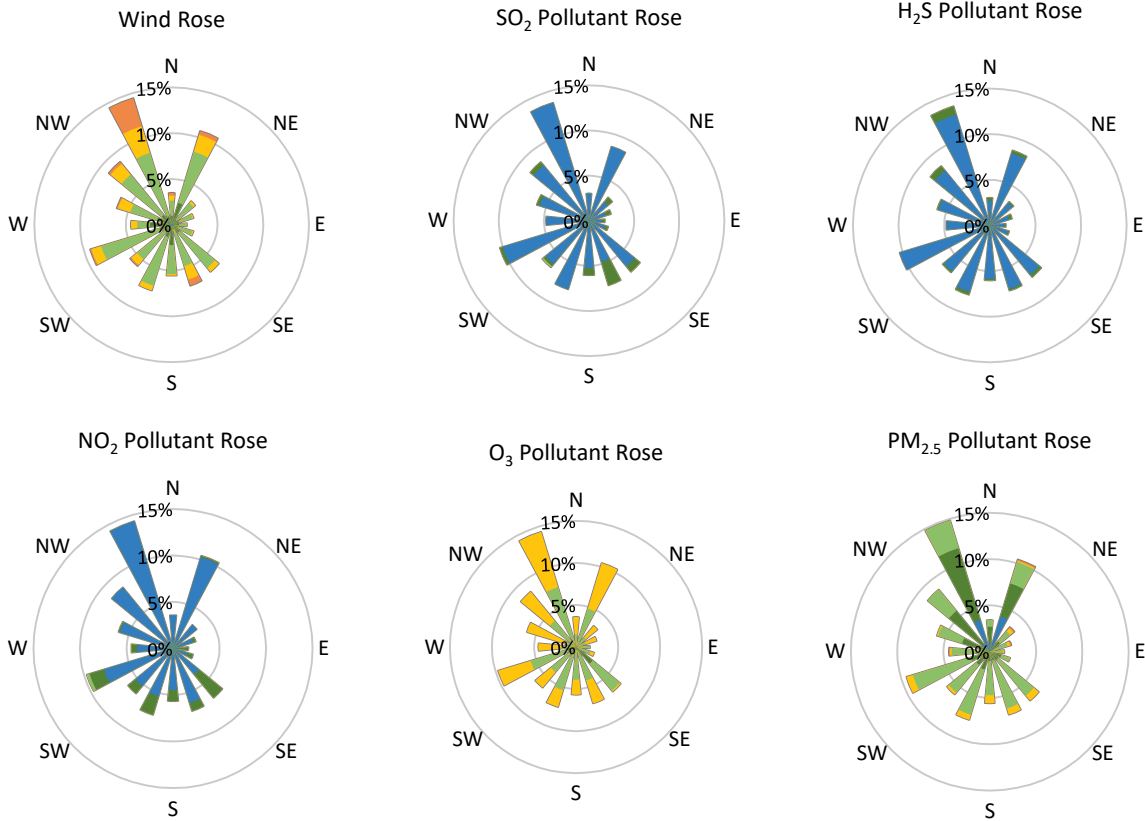 Wind Rose
N
15%
NW
NE
10%
5%
W
0%
E
SW
SE
S
SO₂ Pollutant Rose
N
15%
NW
NE
10%
5%
W
0%
E
SW
SE
S
H₂S Pollutant Rose
N
15%
NW
NE
10%
5%
W
0%
E
SW
SE
S
NO₂ Pollutant Rose
N
15%
NW
NE
10%
5%
W
0%
E
SW
SE
S
O₃ Pollutant Rose
N
15%
NW
NE
10%
5%
W
0%
E
SW
SE
S
PM₂.₅ Pollutant Rose
N
15%
NW
NE
10%
5%
W
0%
E
SW
SE
S